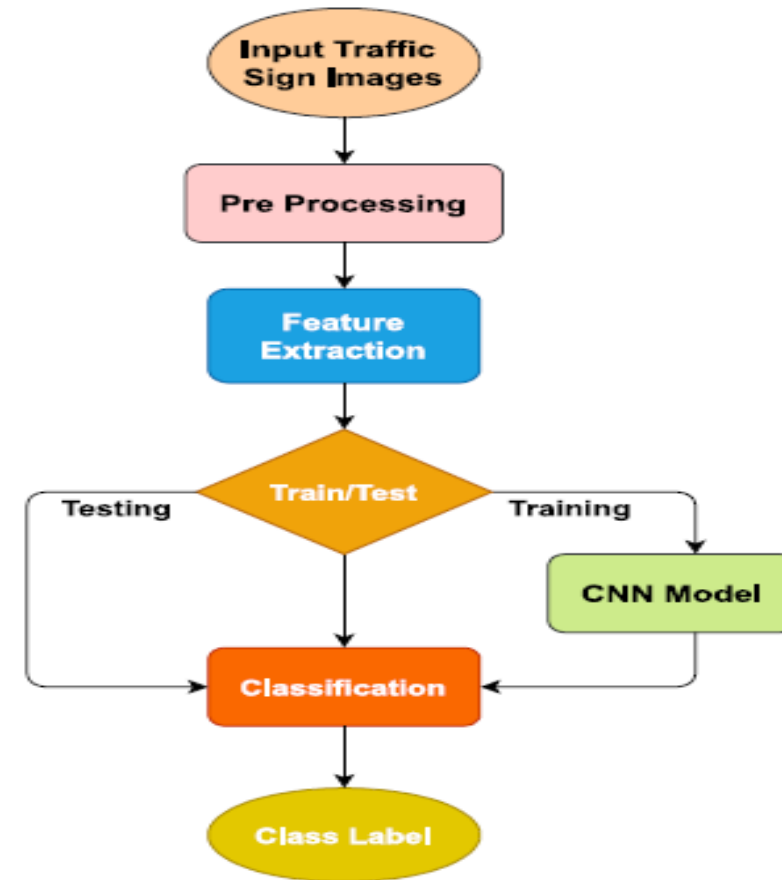 Input Traffic
Sign Images
Pre Processing
Feature
Extraction
Train/Test
Testing
Training
CNN Model
Classification
Class Label